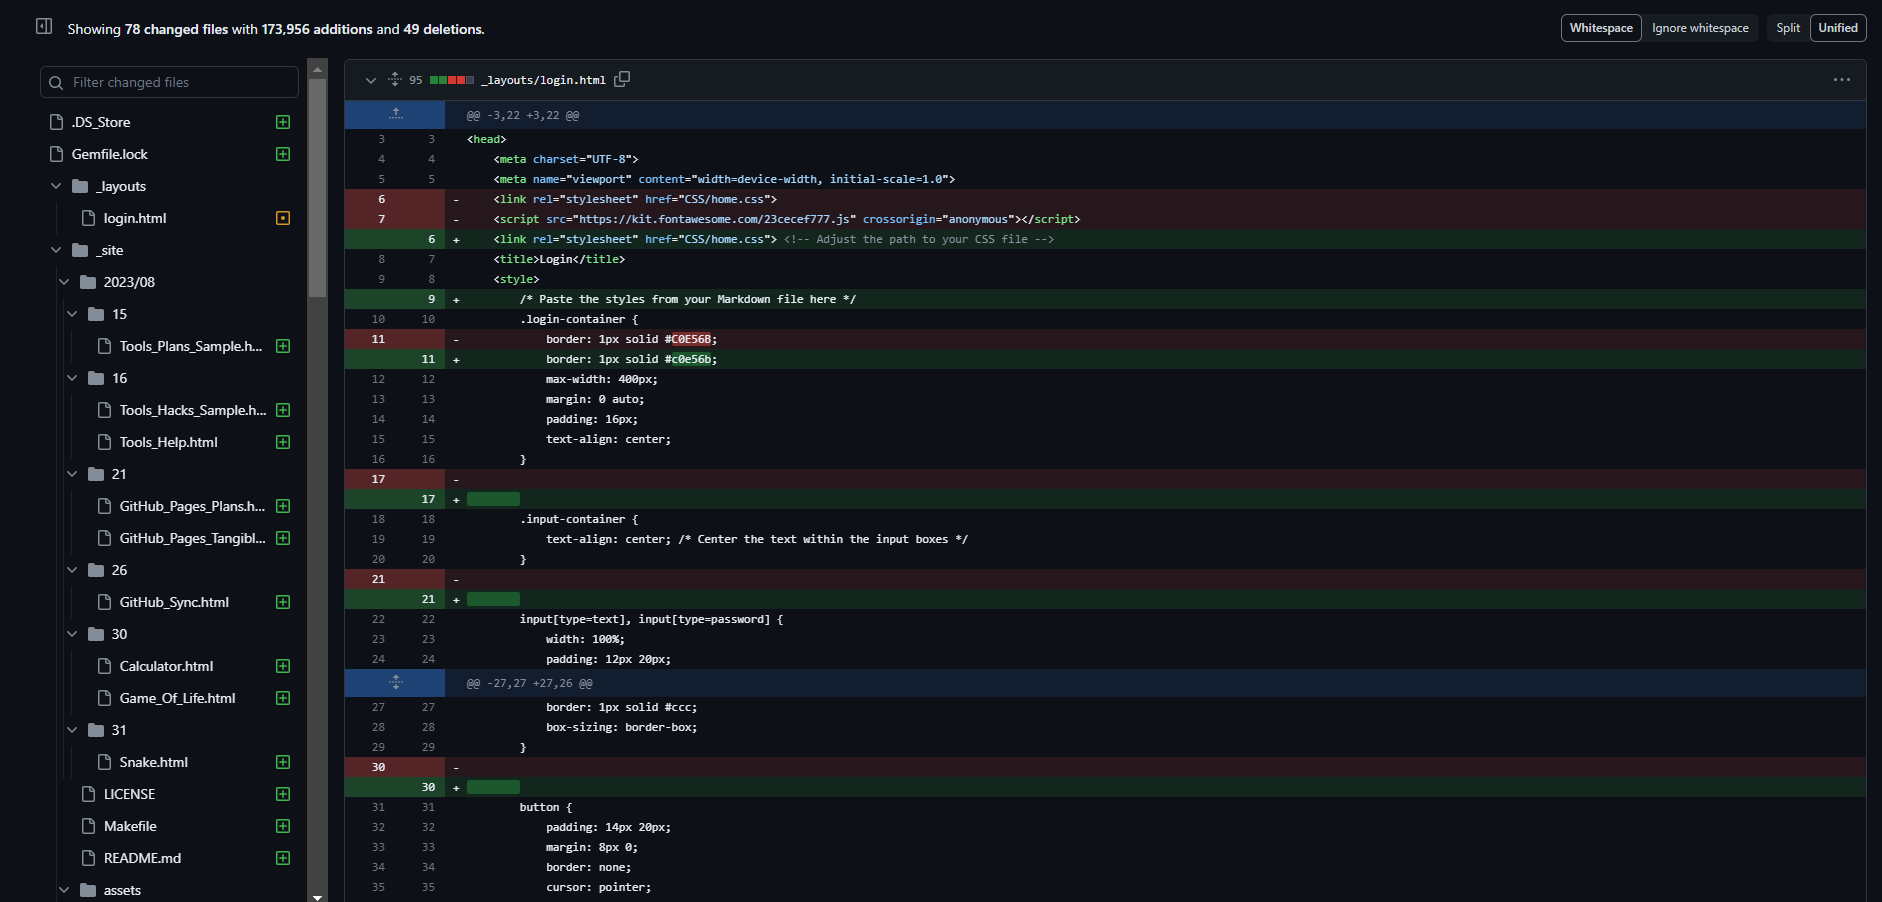 Showing 78 changed files with 173,956 additions and 49 deletions.
Whitespace Ignore whitespace Split Unified
Filter changed files
.DS_Store
Gemfile.lock
_layouts
login.html
_site
2023/08
15
Tools_Plans_Sample.h...
16
Tools_Hacks_Sample.h...
Tools_Help.html
21
GitHub_Pages_Plans.h...
GitHub_Pages_Tangibl...
26
GitHub_Sync.html
30
Calculator.html
Game_Of_Life.html
31
Snake.html
LICENSE
Makefile
README.md
assets
95 _layouts/login.html
@@ -3,22 +3,22 @@
3 3 <head>
4 4 <meta charset="UTF-8">
5 5 <meta name="viewport" content="width=device-width, initial-scale=1.0">
6 - <link rel="stylesheet" href="CSS/home.css">
7 - <script src="https://kit.fontawesome.com/23cecef777.js" crossorigin="anonymous"></script>
6 + <link rel="stylesheet" href="CSS/home.css"> <!-- Adjust the path to your CSS file -->
8 7 <title>Login</title>
9 8 <style>
9 + /* Paste the styles from your Markdown file here */
10 10 .login-container {
11 - border: 1px solid #C0E56B;
11 + border: 1px solid #c0e56b;
12 12 max-width: 400px;
13 13 margin: 0 auto;
14 14 padding: 16px;
15 15 text-align: center;
16 16 }
17 -
17 +
18 18 .input-container {
19 19 text-align: center; /* Center the text within the input boxes */
20 20 }
21 -
21 +
22 22 input[type=text], input[type=password] {
23 23 width: 100%;
24 24 padding: 12px 20px;
@@ -27,27 +27,26 @@
27 27 border: 1px solid #ccc;
28 28 box-sizing: border-box;
29 29 }
30 -
30 +
31 31 button {
32 32 padding: 14px 20px;
33 33 margin: 8px 0;
34 34 border: none;
35 35 cursor: pointer;